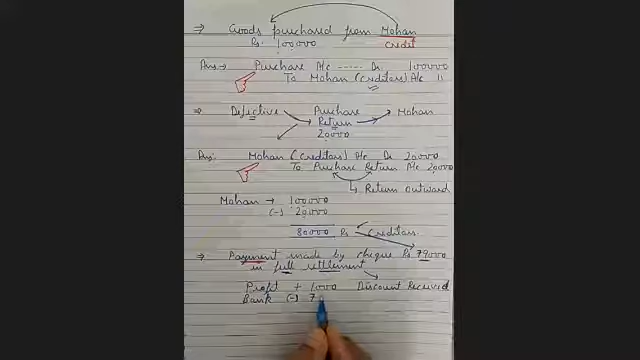 ⇒ Goods purchased from Mohan
Rs. 100000 credit
Ans:→ Purchase A/c ----- Dr. 100000
To Mohan (creditors) A/c 11
⇒ Defective Purchase Return → Mohan
20000
Ans: Mohan (creditors) A/c Dr 20000
To Purchase Return A/c 20000
↳ Return outward
Mohan → 100000
(-) 20000
80000 Rs Creditors
⇒ Payment made by cheque Rs 79000
in full settlement
Profit + 1000 Discount Received
Bank (-) 7